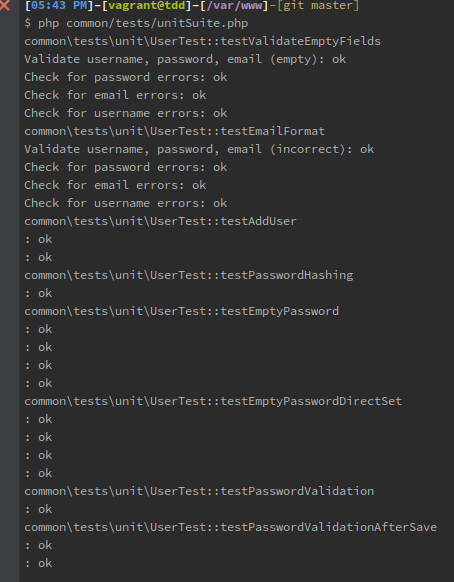 [05:43 PM]-[vagrant@tdd]-[/var/www]-[git master]
$ php common/tests/unitSuite.php
common\tests\unit\UserTest::testValidateEmptyFields
Validate username, password, email (empty): ok
Check for password errors: ok
Check for email errors: ok
Check for username errors: ok
common\tests\unit\UserTest::testEmailFormat
Validate username, password, email (incorrect): ok
Check for password errors: ok
Check for email errors: ok
Check for username errors: ok
common\tests\unit\UserTest::testAddUser
: ok
: ok
common\tests\unit\UserTest::testPasswordHashing
: ok
common\tests\unit\UserTest::testEmptyPassword
: ok
: ok
: ok
: ok
common\tests\unit\UserTest::testEmptyPasswordDirectSet
: ok
: ok
: ok
: ok
common\tests\unit\UserTest::testPasswordValidation
: ok
common\tests\unit\UserTest::testPasswordValidationAfterSave
: ok
: ok